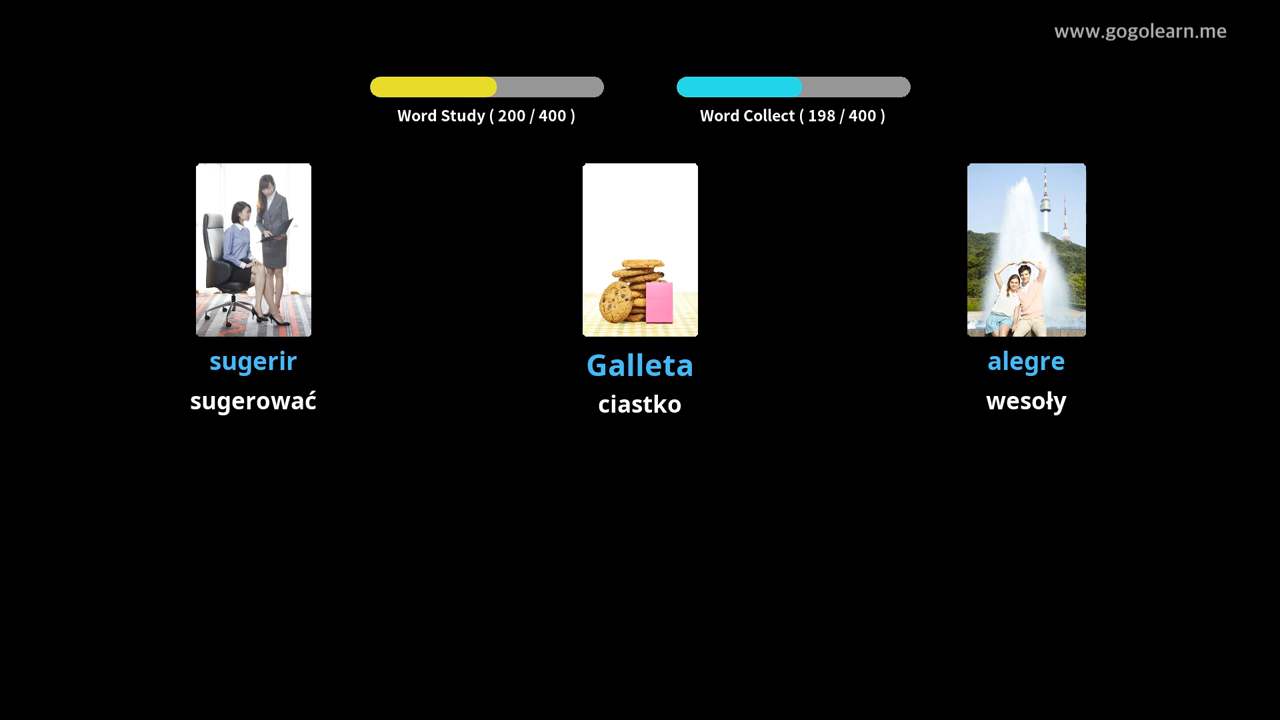 www.gogolearn.me
Word Study ( 200 / 400 )
Word Collect ( 198 / 400 )
sugerir
sugerować
Galleta
ciastko
alegre
wesoły